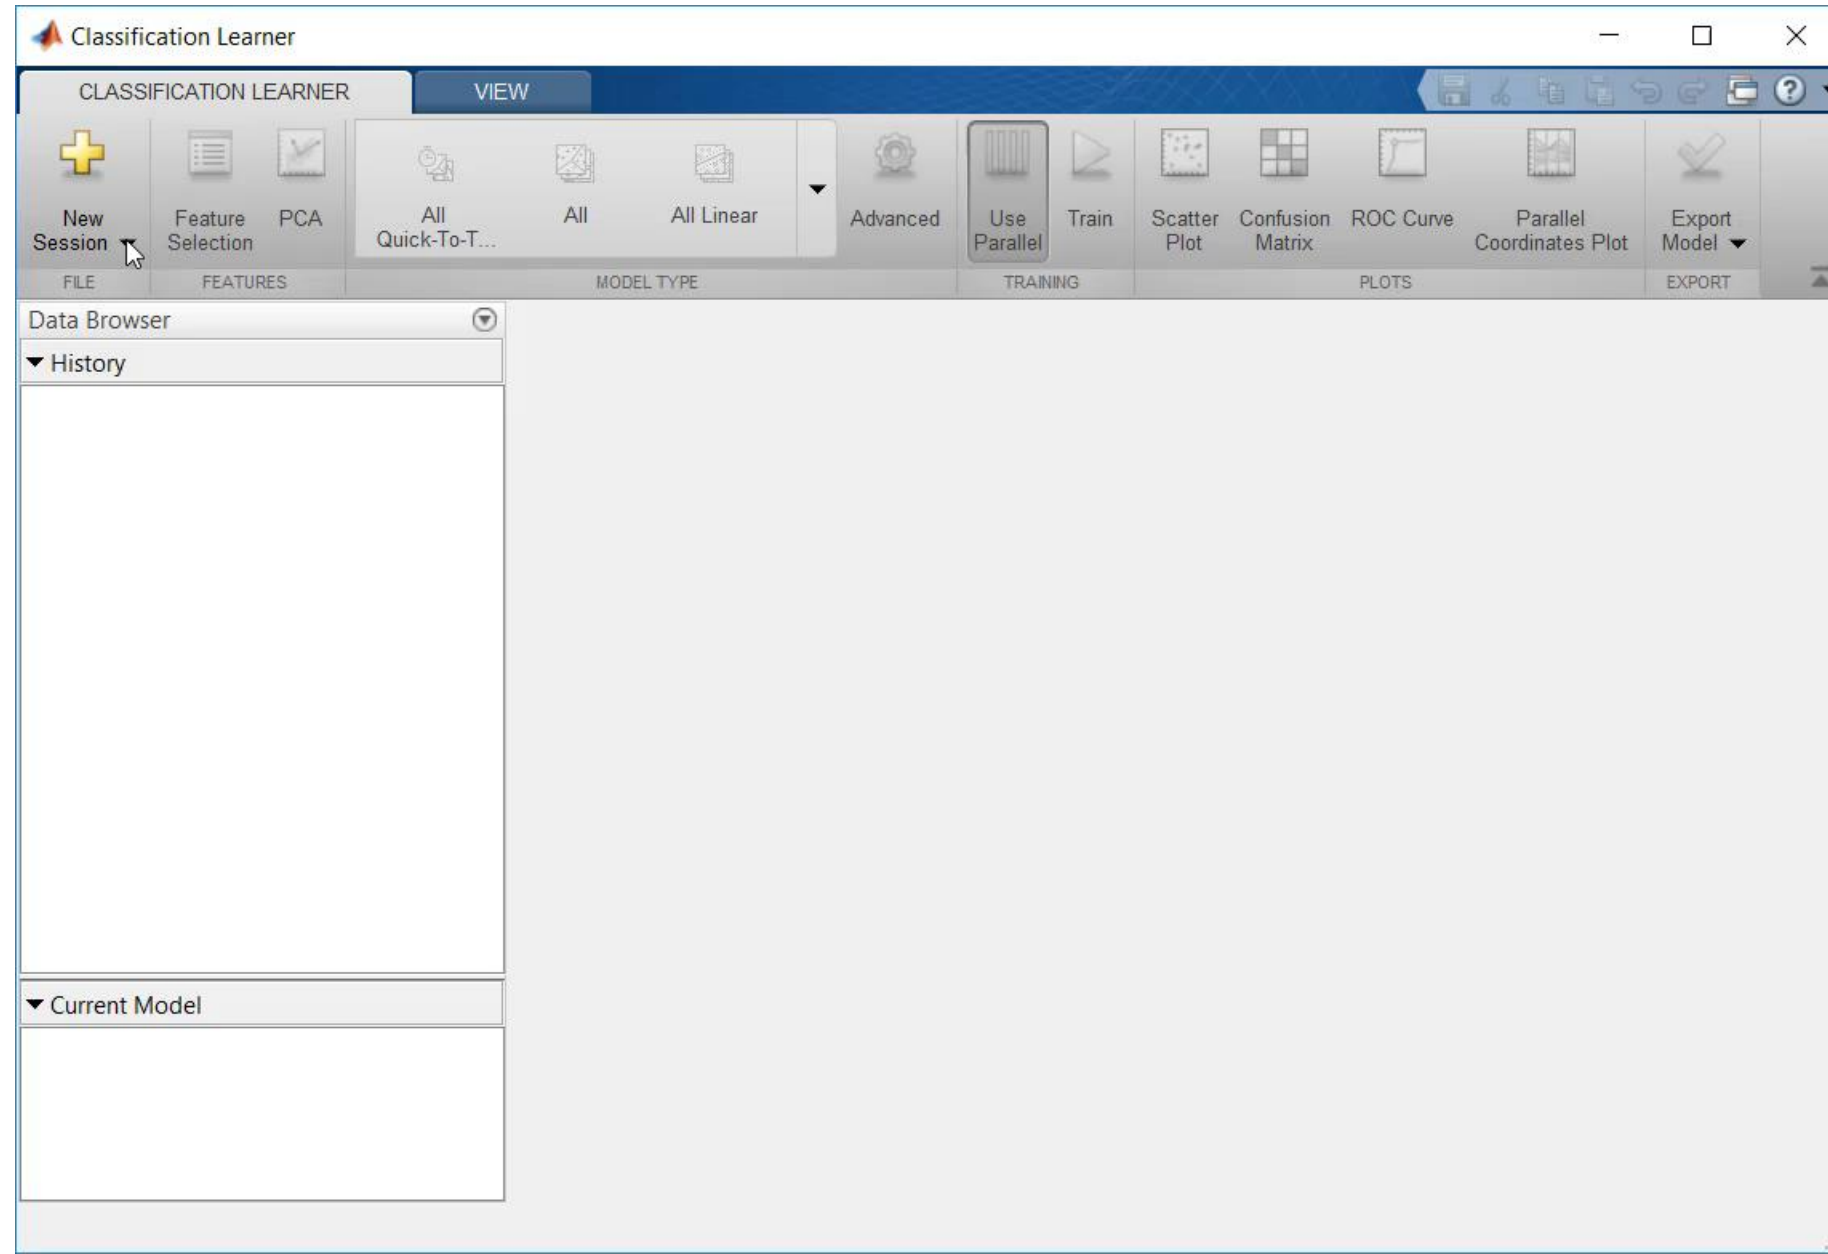 Classification Learner
CLASSIFICATION LEARNER
VIEW
New
Session
Feature
Selection
PCA
All
Quick-To-T...
All
All Linear
Advanced
Use
Parallel
Train
Scatter
Plot
Confusion
Matrix
ROC Curve
Parallel
Coordinates Plot
Export
Model
FILE
FEATURES
MODEL TYPE
TRAINING
PLOTS
EXPORT
Data Browser
History
Current Model